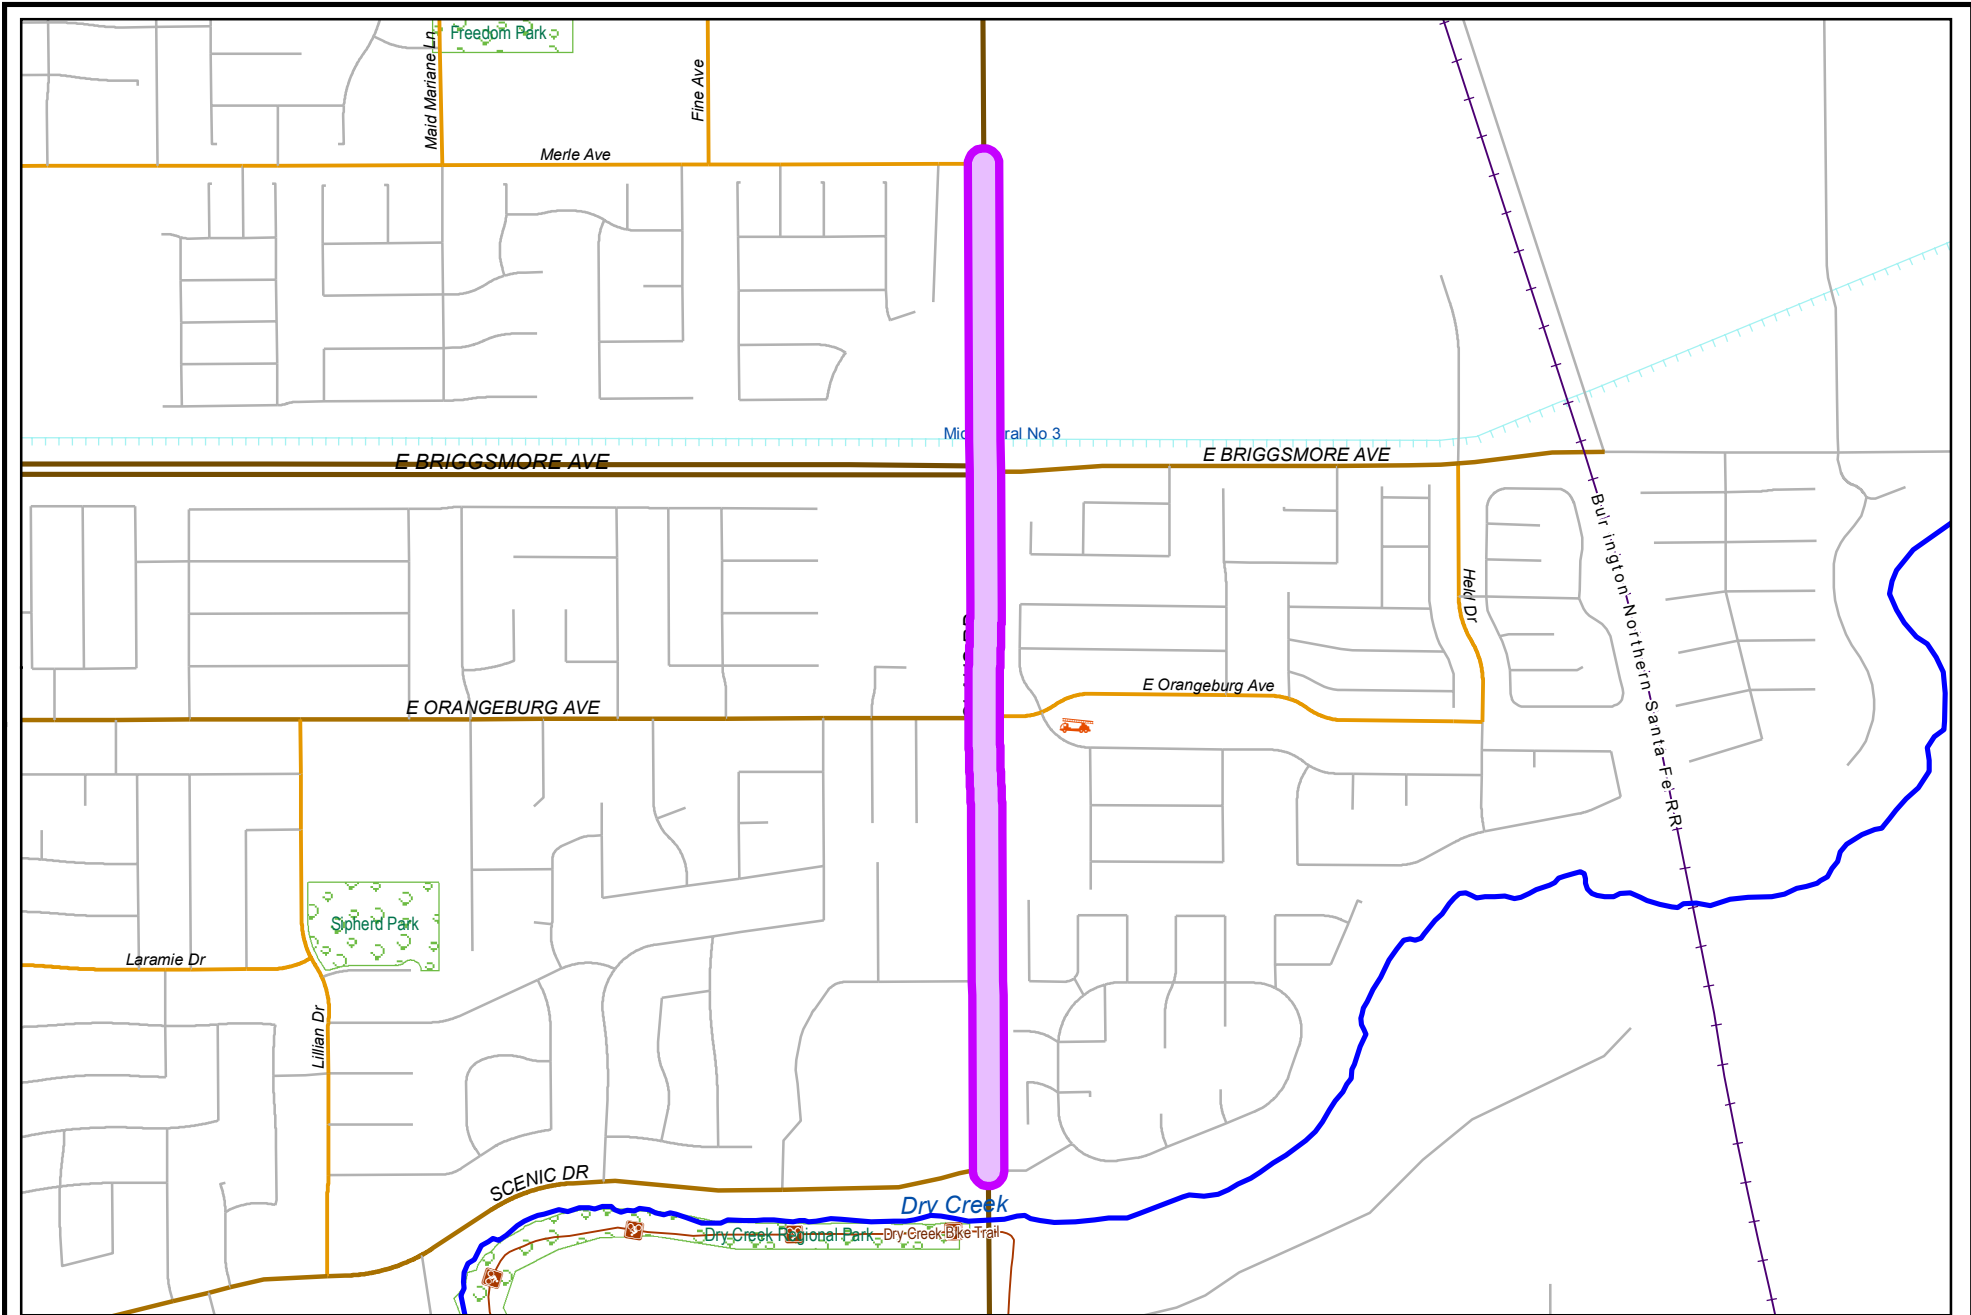 Freedom Park
Maid Mariane Ln
Fine Ave
Merle Ave
ral No 3
E BRIGGSMORE AVE
E BRIGGSMORE AVE
Held Dr
Burlington Northern Santa Fe RR
E Orangeburg Ave
E ORANGEBURG AVE
Sipherd Park
Laramie Dr
Lillian Dr
SCENIC DR
Dry Creek
Dry Creek Regional Park
Dry Creek Bike Trail